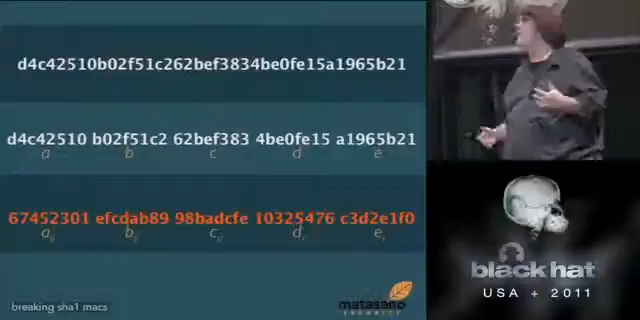 d4c42510b02f51c262bef3834be0fe15a1965b21
d4c42510 b02f51c2 62bef383 4be0fe15 a1965b21
a b c d e
67452301 efcdab89 98badcfe 10325476 c3d2e1f0
breaking sha1 macs
matasano
SECURITY
black hat
USA + 2011